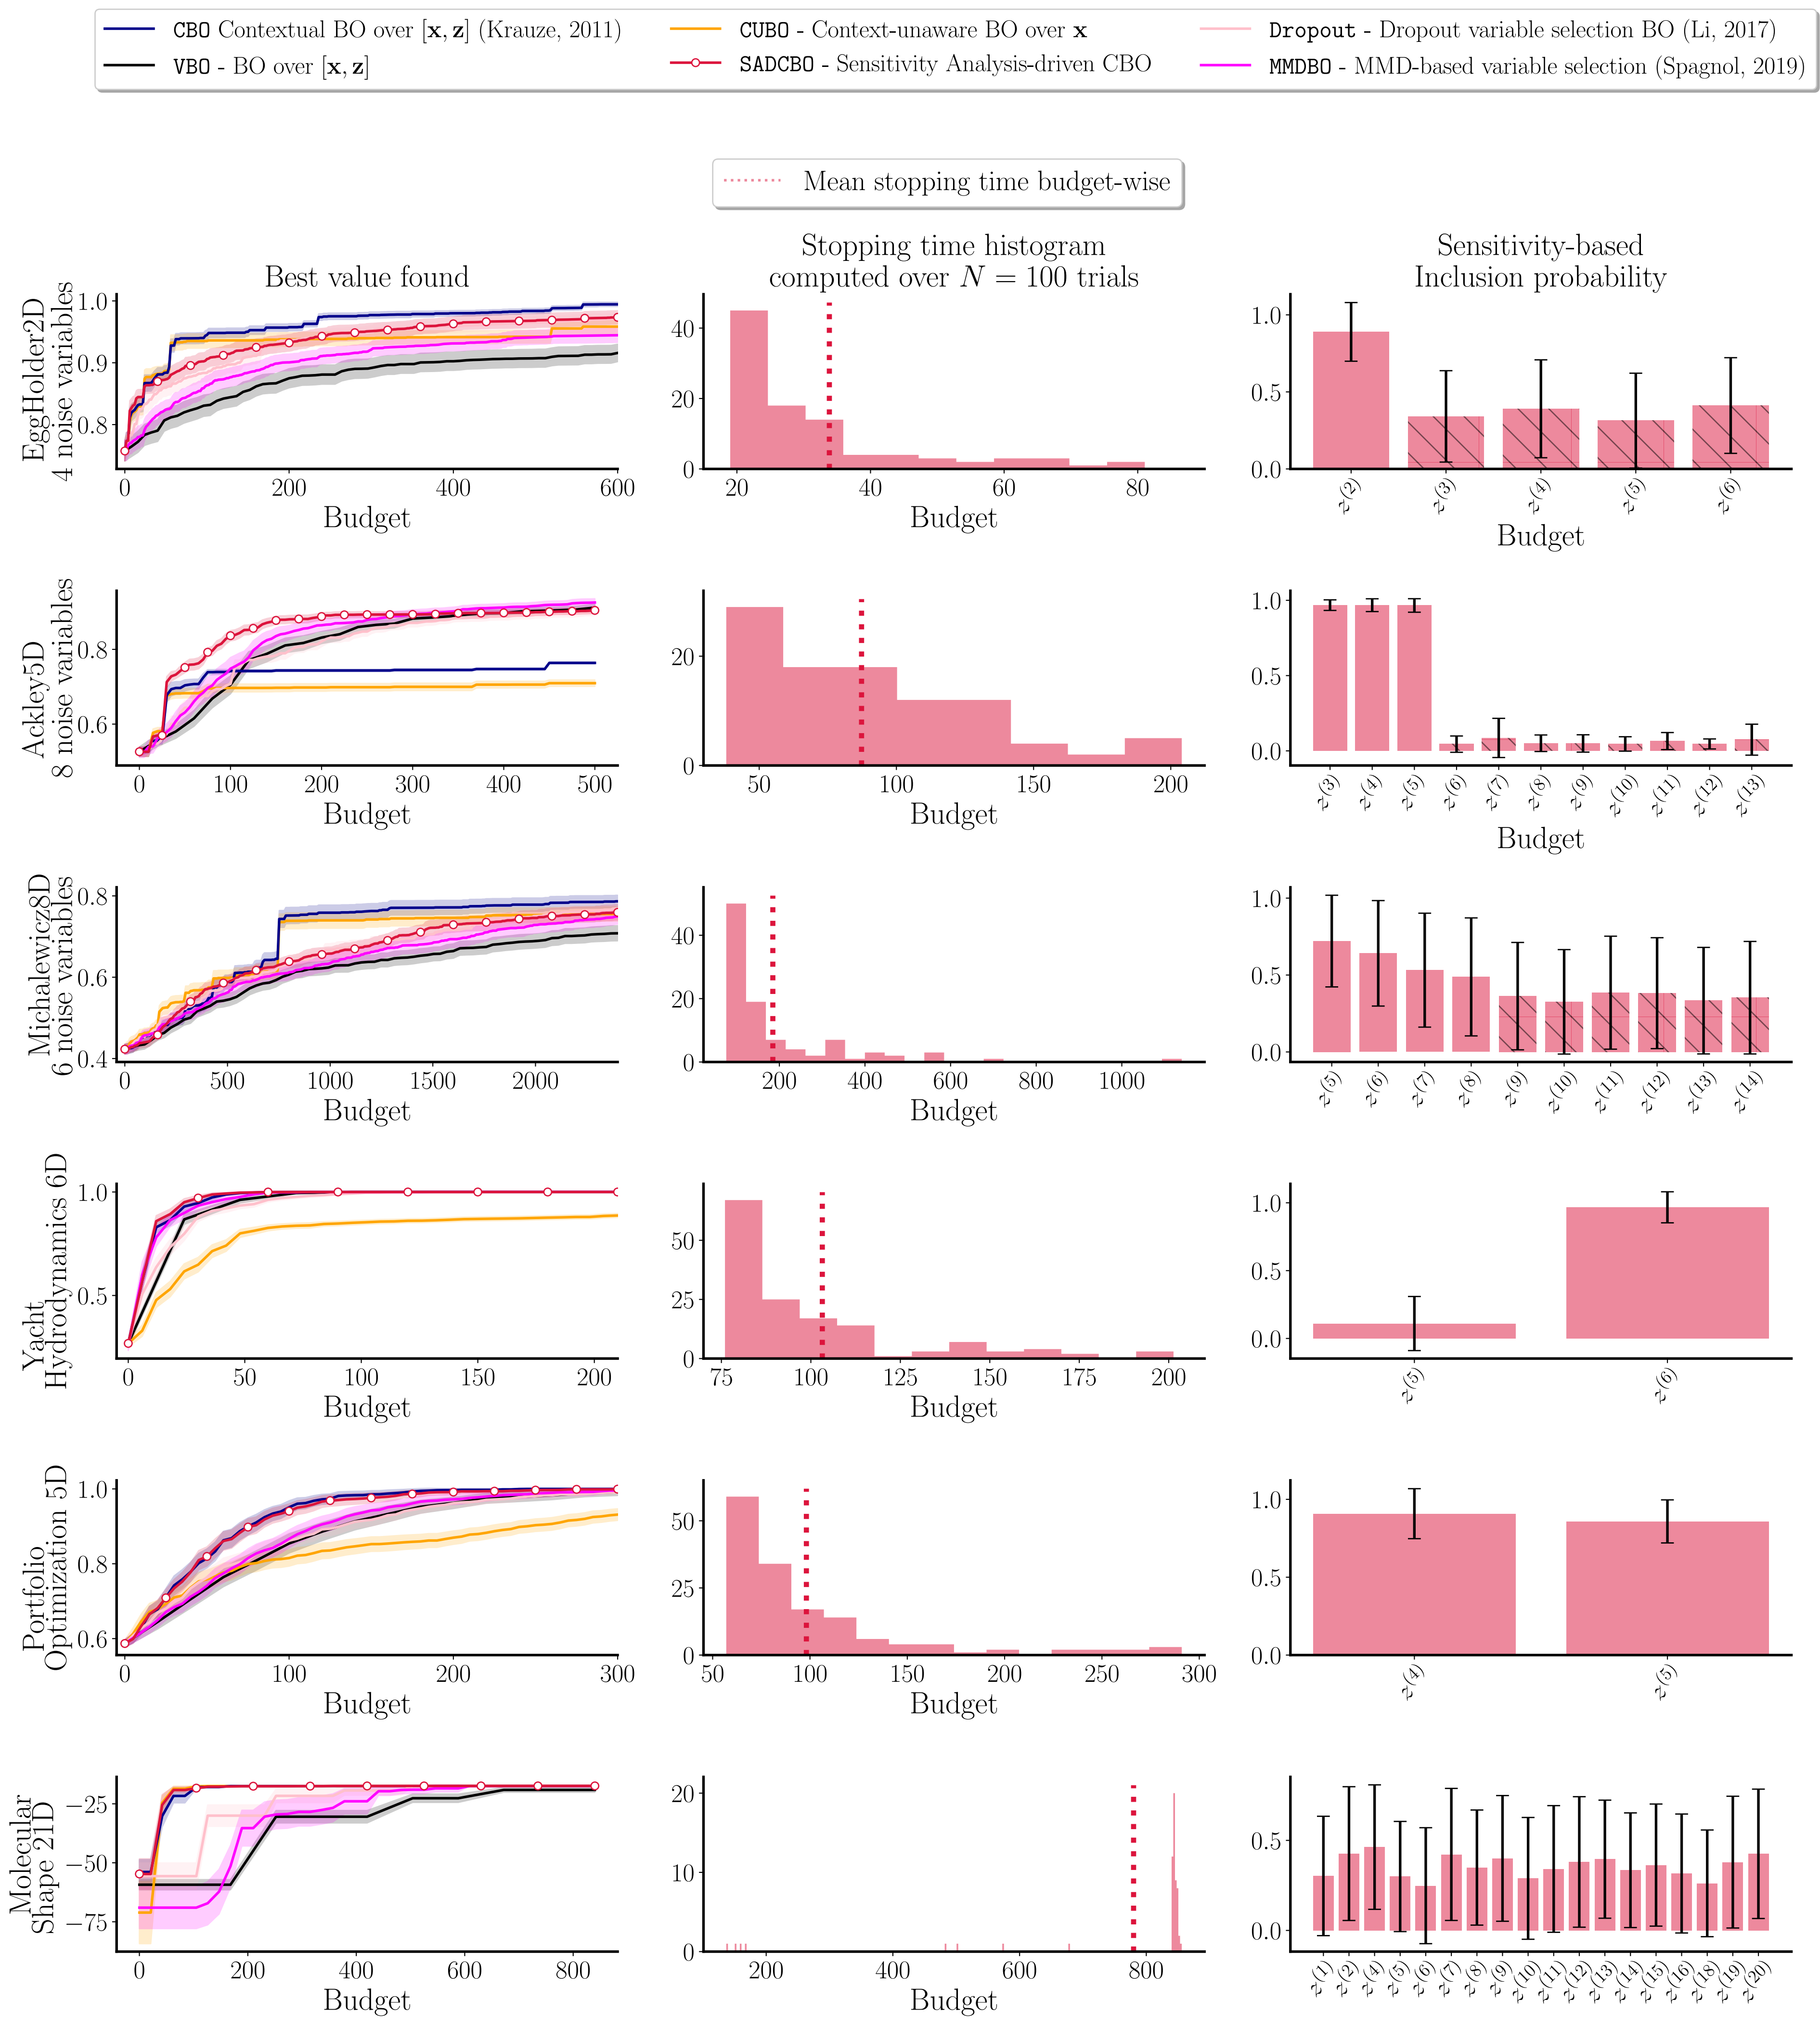 CBO Contextual BO over [x, z] (Krauze, 2011)
VBO - BO over [x, z]
CUBO - Context-unaware BO over x
SADCBO - Sensitivity Analysis-driven CBO
Dropout - Dropout variable selection BO (Li, 2017)
MMDBO - MMD-based variable selection (Spagnol, 2019)
Mean stopping time budget-wise
Best value found
Stopping time histogram
computed over N = 100 trials
Sensitivity-based
Inclusion probability
EggHolder2D
4 noise variables
1.0
0.9
0.8
0 200 400 600
Budget
40
20
0
20 40 60 80
Budget
1.0
0.5
0.0
z(2) z(3) z(4) z(5) z(6)
Budget
Ackley5D
8 noise variables
0.8
0.6
0 100 200 300 400 500
Budget
20
0
50 100 150 200
Budget
1.0
0.5
0.0
z(3) z(4) z(5) z(6) z(7) z(8) z(9) z(10) z(11) z(12) z(13)
Budget
Michalewicz8D
6 noise variables
0.8
0.6
0.4
0 500 1000 1500 2000
Budget
40
20
0
200 400 600 800 1000
Budget
1.0
0.5
0.0
z(5) z(6) z(7) z(8) z(9) z(10) z(11) z(12) z(13) z(14)
Yacht
Hydrodynamics 6D
1.0
0.5
0 50 100 150 200
Budget
50
25
0
75 100 125 150 175 200
Budget
1.0
0.5
0.0
z(5) z(6)
Portfolio
Optimization 5D
1.0
0.8
0.6
0 100 200 300
Budget
50
25
0
50 100 150 200 250 300
Budget
1.0
0.5
0.0
z(4) z(5)
Molecular
Shape 21D
−25
−50
−75
0 200 400 600 800
Budget
20
10
0
200 400 600 800
Budget
0.5
0.0
z(1) z(2) z(4) z(5) z(6) z(7) z(8) z(9) z(10) z(11) z(12) z(13) z(14) z(15) z(16) z(18) z(19) z(20)